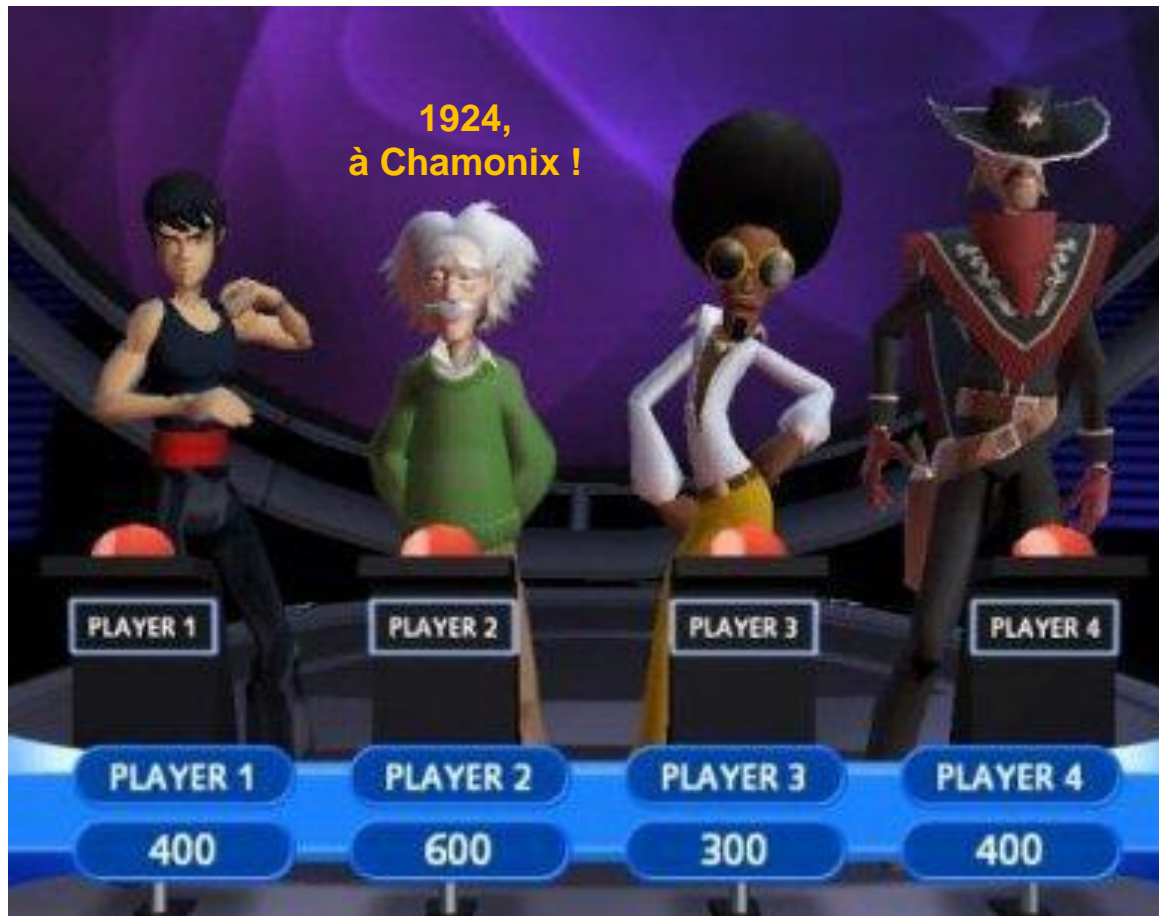 1924,
à Chamonix !
PLAYER 1
PLAYER 2
PLAYER 3
PLAYER 4
PLAYER 1
PLAYER 2
PLAYER 3
PLAYER 4
400
600
300
400